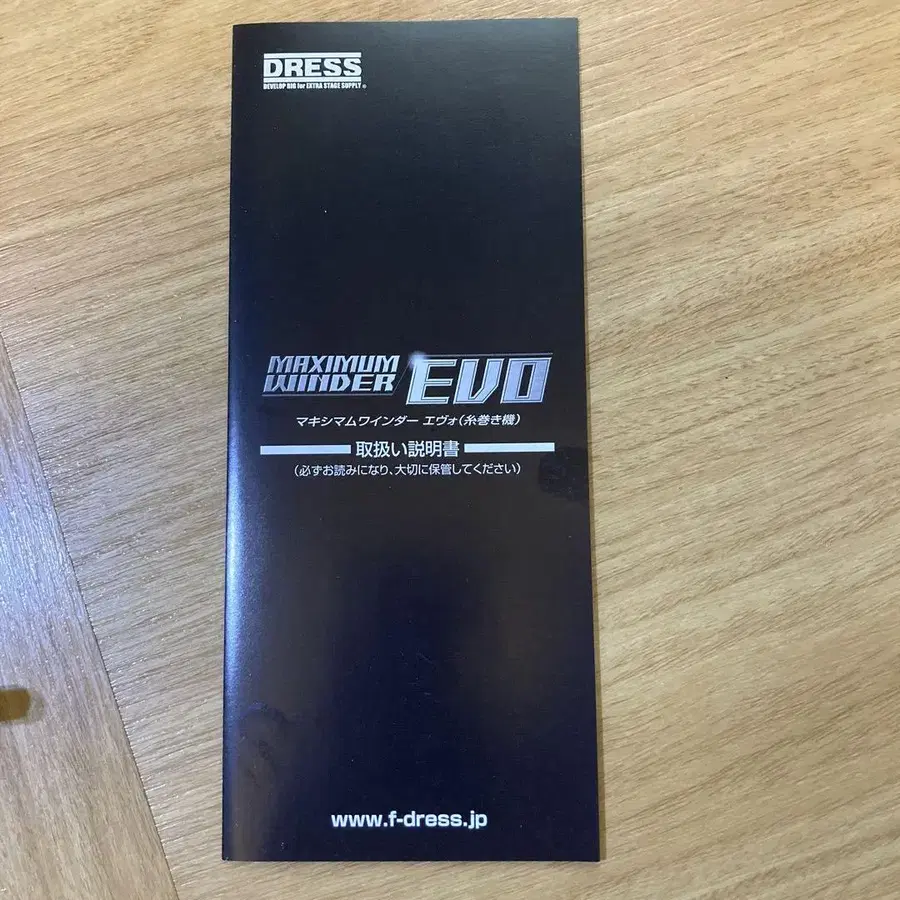 DRESS
DEVELOP RIG for EXTRA STAGE SUPPLY®
MAXIMUM
WINDER EVO
マキシマムワインダー エヴォ(糸巻き機)
取扱い説明書
(必ずお読みになり、大切に保管してください)
www.f-dress.jp